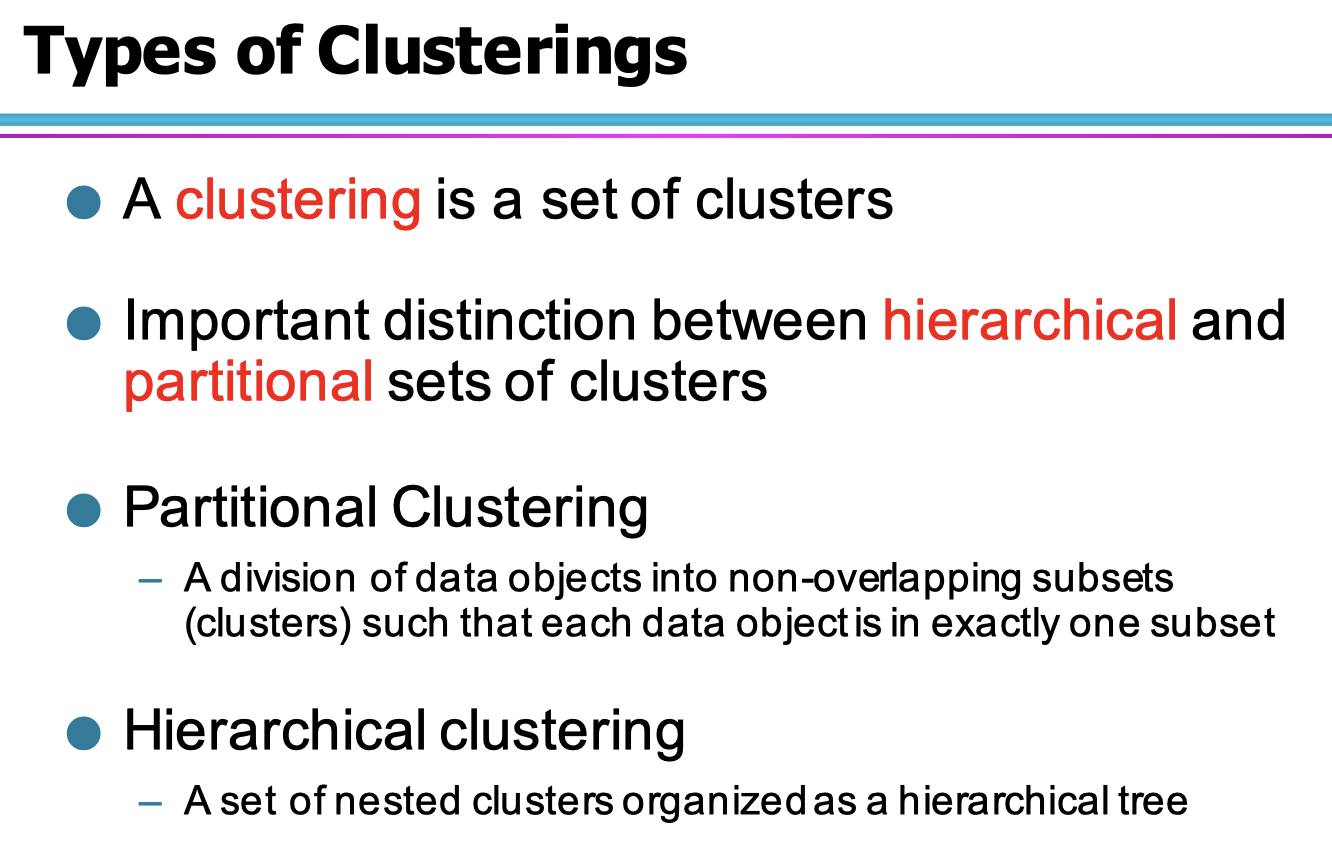 Types of Clusterings
● A clustering is a set of clusters
● Important distinction between hierarchical and
partitional sets of clusters
● Partitional Clustering
– A division of data objects into non-overlapping subsets
(clusters) such that each data object is in exactly one subset
● Hierarchical clustering
– A set of nested clusters organized as a hierarchical tree